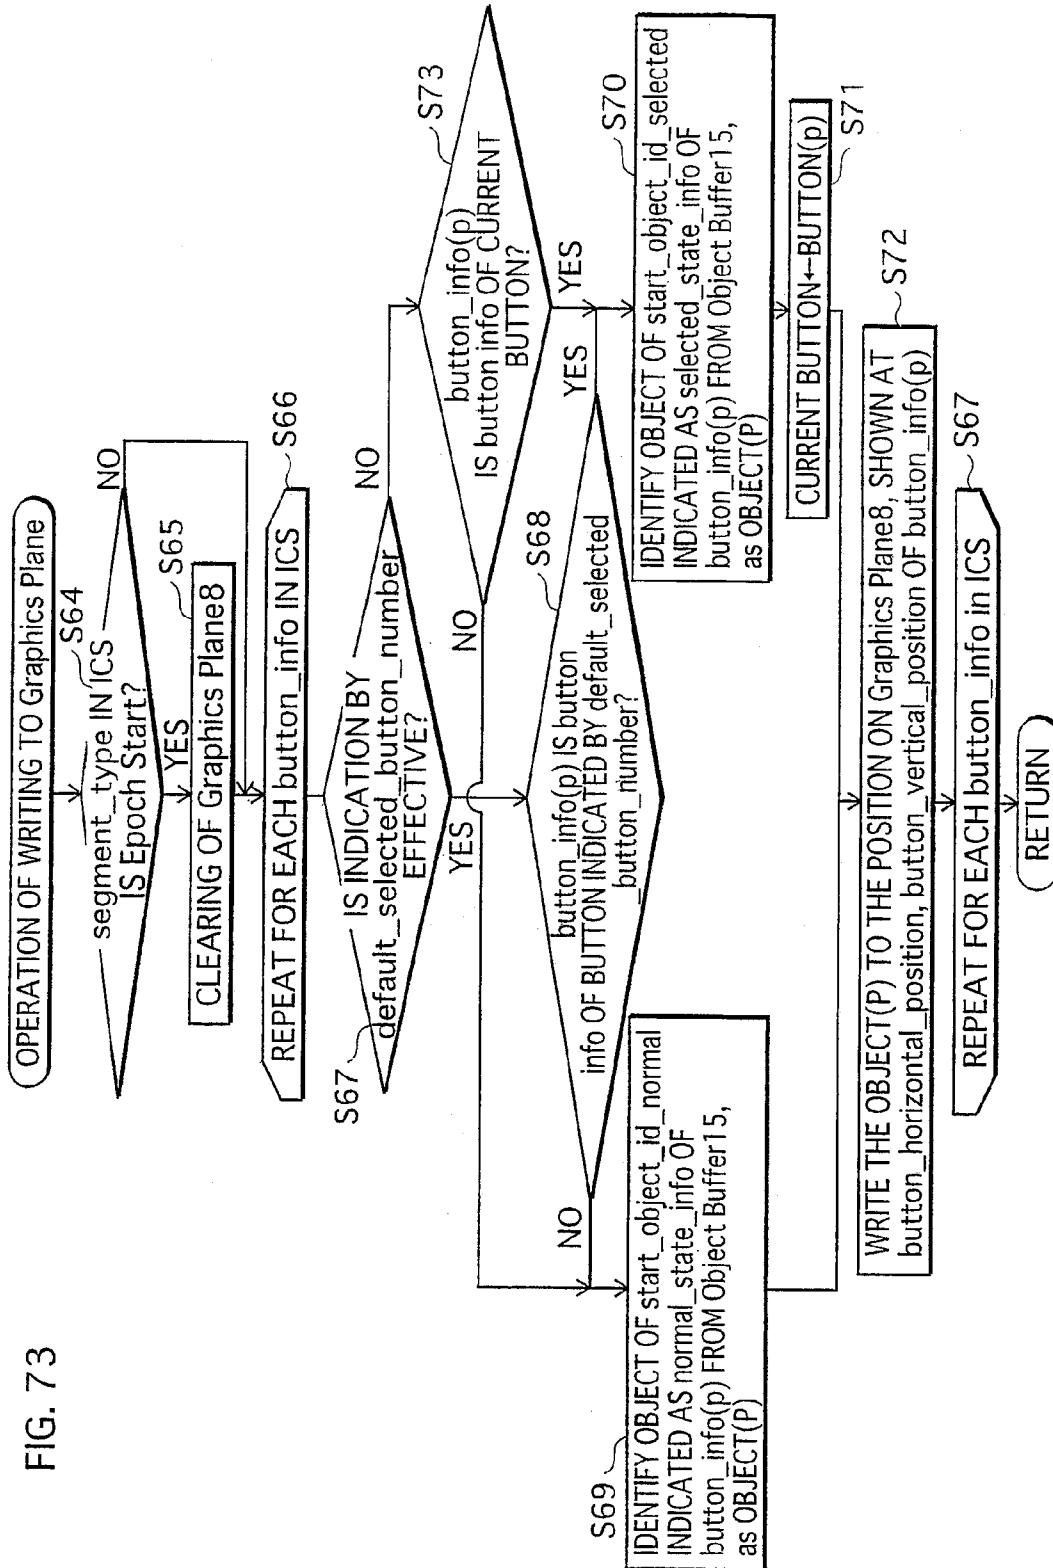 FIG. 73
OPERATION OF WRITING TO Graphics Plane
S64
segment_type IN ICS
IS Epoch Start?
NO
YES
S65
CLEARING OF Graphics Plane8
S66
REPEAT FOR EACH button_info IN ICS
S67
IS INDICATION BY
default_selected_button_number
EFFECTIVE?
NO
YES
S73
button_info(p)
IS button info OF CURRENT
BUTTON?
NO
YES
S68
button_info(p) IS button
info OF BUTTON INDICATED BY default_selected
_button_number?
NO
YES
S69
IDENTIFY OBJECT OF start_object_id_normal
INDICATED AS normal_state_info OF
button_info(p) FROM Object Buffer15,
as OBJECT(P)
S70
IDENTIFY OBJECT OF start_object_id_selected
INDICATED AS selected_state_info OF
button_info(p) FROM Object Buffer15,
as OBJECT(P)
CURRENT BUTTON←BUTTON(p)
S71
S72
WRITE THE OBJECT(P) TO THE POSITION ON Graphics Plane8, SHOWN AT
button_horizontal_position, button_vertical_position OF button_info(p)
S67
REPEAT FOR EACH button_info in ICS
RETURN